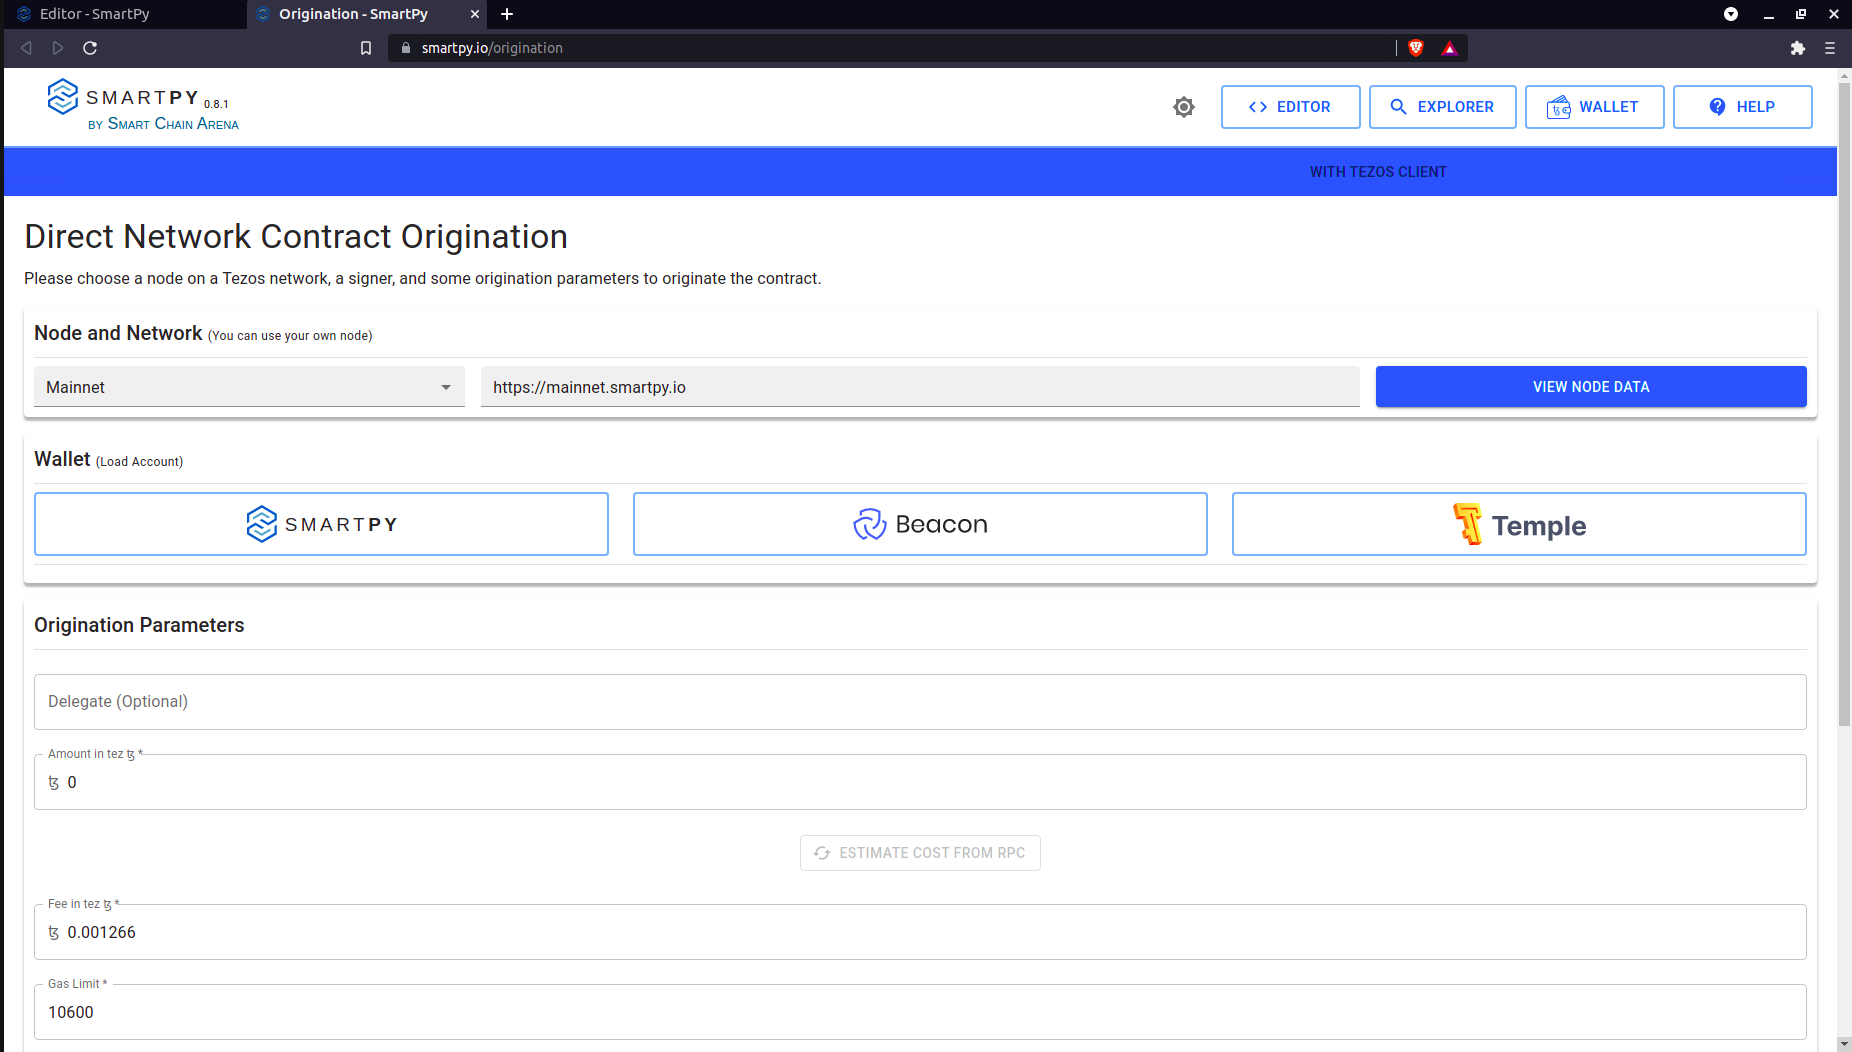 Editor - SmartPy
Origination - SmartPy
smartpy.io/origination
SMARTPY 0.8.1
BY SMART CHAIN ARENA
EDITOR
EXPLORER
WALLET
HELP
WITH TEZOS CLIENT
Direct Network Contract Origination
Please choose a node on a Tezos network, a signer, and some origination parameters to originate the contract.
Node and Network (You can use your own node)
Mainnet
https://mainnet.smartpy.io
VIEW NODE DATA
Wallet (Load Account)
SMARTPY
Beacon
Temple
Origination Parameters
Delegate (Optional)
Amount in tez ꜩ *
ꜩ 0
ESTIMATE COST FROM RPC
Fee in tez ꜩ *
ꜩ 0.001266
Gas Limit *
10600